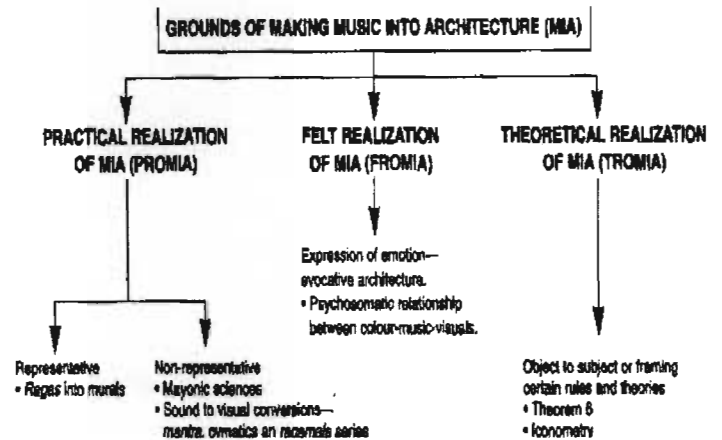 GROUNDS OF MAKING MUSIC INTO ARCHITECTURE (MIA)
PRACTICAL REALIZATION
OF MIA (PROMIA)
FELT REALIZATION
OF MIA (FROMIA)
THEORETICAL REALIZATION
OF MIA (TROMIA)
Expression of emotion—
evocative architecture.
• Psychosomatic relationship
between colour-music-visuals.
Representative
• Ragas into murals
Non-representative
• Mayonic sciences
• Sound to visual conversions—
mantra, cymatics an series
Object to subject or framing
certain rules and theories
• Theorem 6
• Iconometry